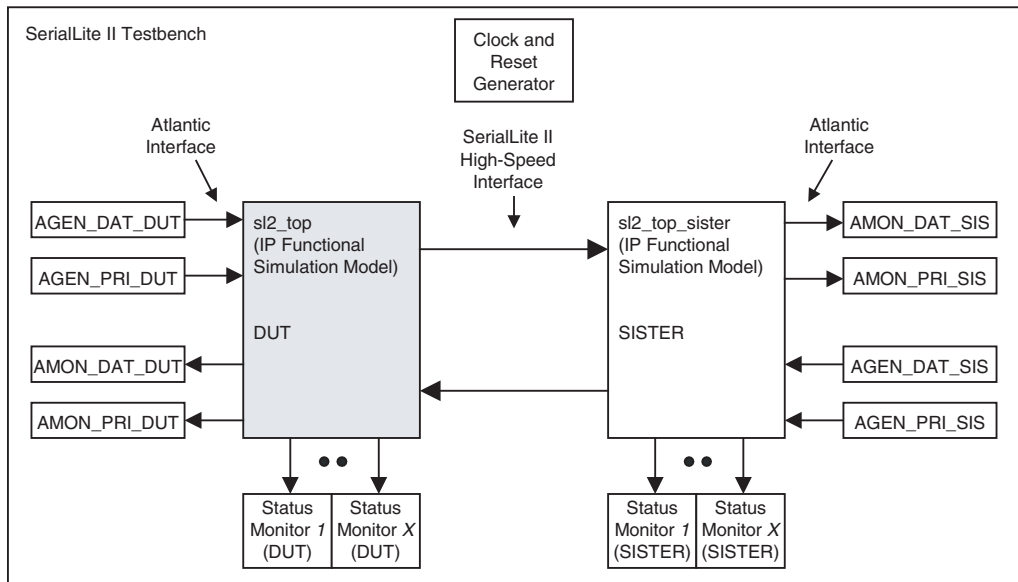 SerialLite II Testbench
Clock and
Reset
Generator
Atlantic
Interface
SerialLite II
High-Speed
Interface
Atlantic
Interface
AGEN_DAT_DUT
AGEN_PRI_DUT
AMON_DAT_DUT
AMON_PRI_DUT
sl2_top
(IP Functional
Simulation Model)
DUT
sl2_top_sister
(IP Functional
Simulation Model)
SISTER
AMON_DAT_SIS
AMON_PRI_SIS
AGEN_DAT_SIS
AGEN_PRI_SIS
Status
Monitor 1
(DUT)
Status
Monitor X
(DUT)
Status
Monitor 1
(SISTER)
Status
Monitor X
(SISTER)